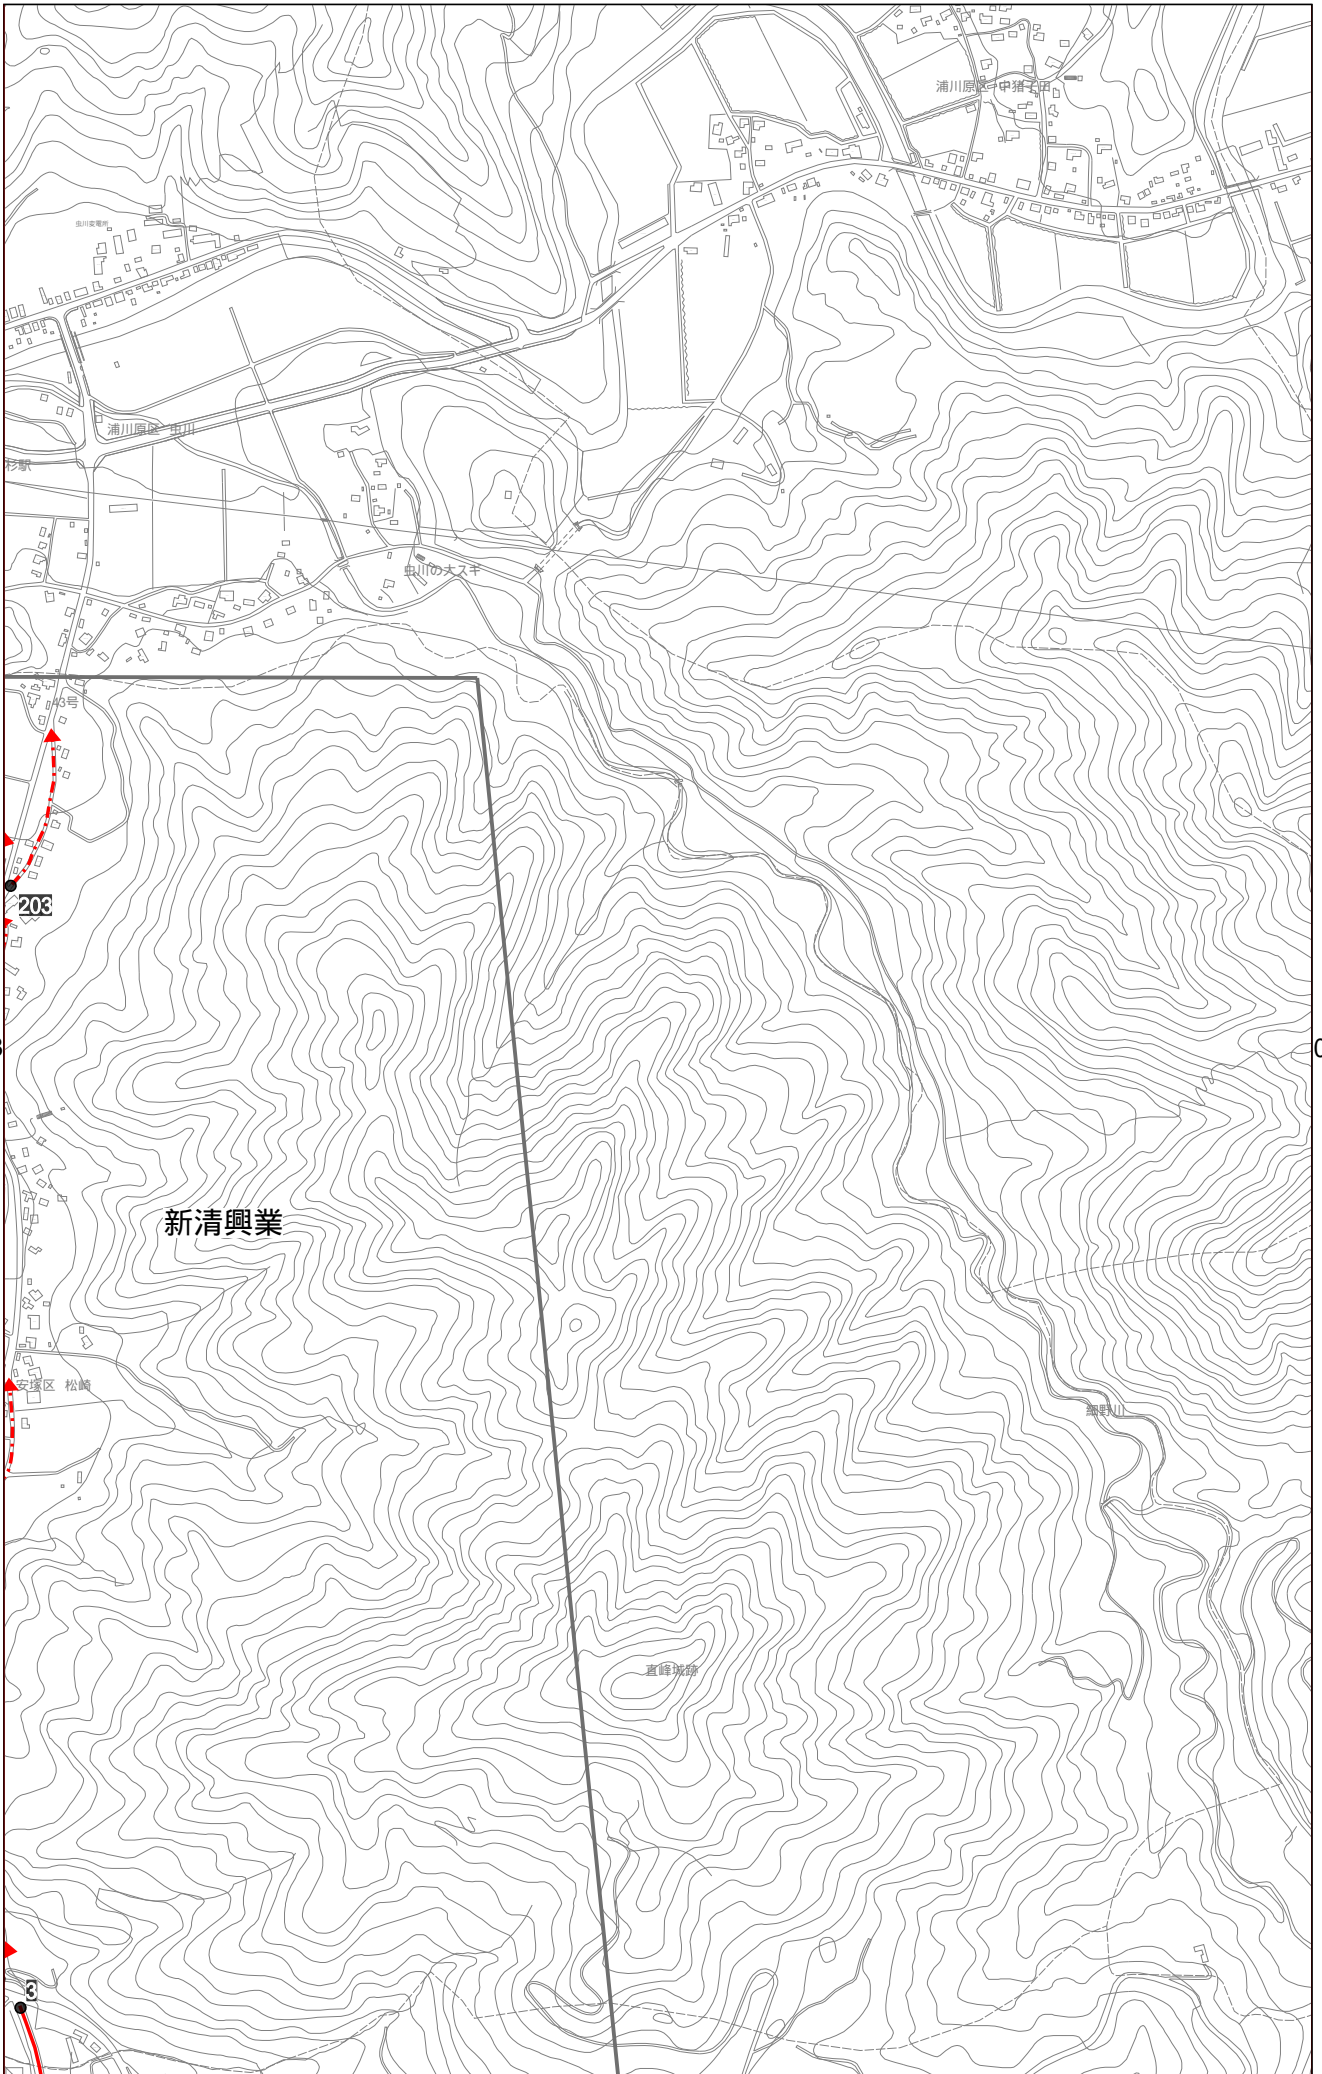 浦川原区 中猪子田
虫川変電所
浦川原区 虫川
杉駅
虫川の大スギ
43号
203
新清興業
安塚区 松崎
細野川
直峰城跡
3